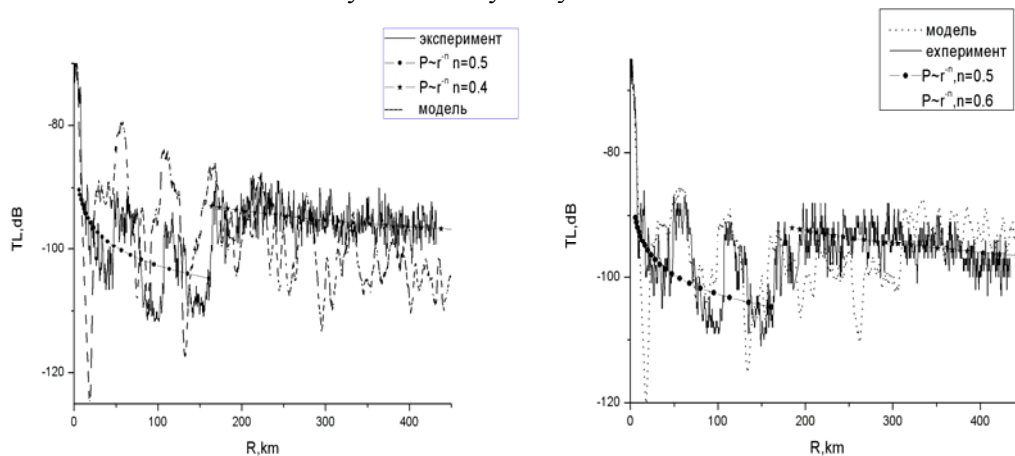 эксперимент
P~r⁻ⁿ n=0.5
P~r⁻ⁿ n=0.4
модель
-80
-100
-120
TL,dB
0 100 200 300 400
R,km
модель
експеримент
P~r⁻ⁿ,n=0.5
P~r⁻ⁿ,n=0.6
-80
-100
-120
TL,dB
0 100 200 300 400
R,km